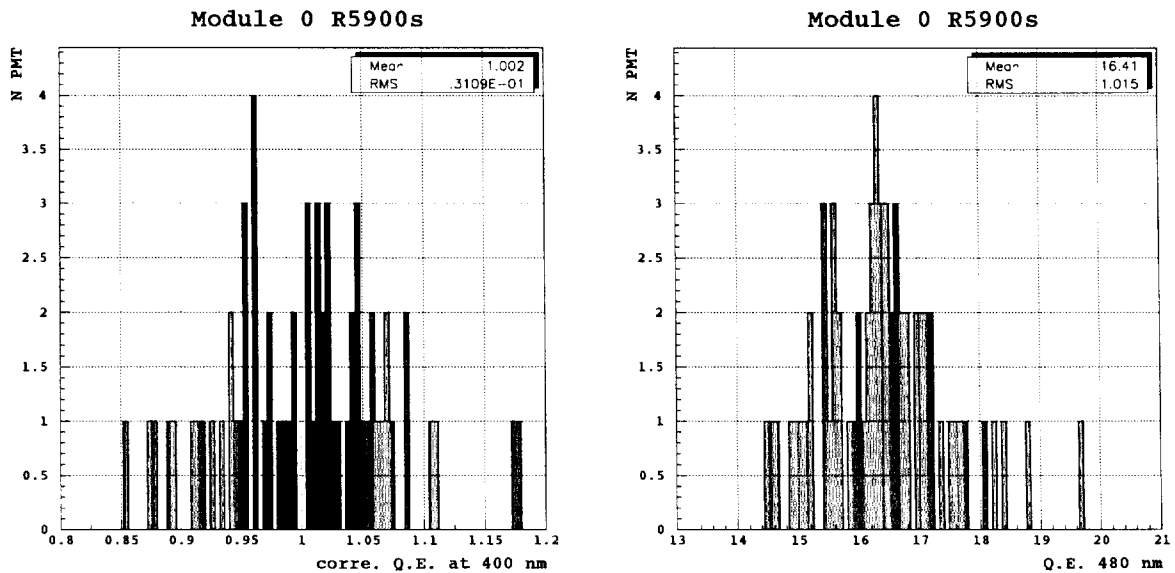 Module 0 R5900s
N PMT
Mean 1.002
RMS .3109E-01
4
3.5
3
2.5
2
1.5
1
0.5
0
0.8 0.85 0.9 0.95 1 1.05 1.1 1.15 1.2
corre. Q.E. at 400 nm
Module 0 R5900s
N PMT
Mean 16.41
RMS 1.015
4
3.5
3
2.5
2
1.5
1
0.5
0
13 14 15 16 17 18 19 20 21
Q.E. 480 nm